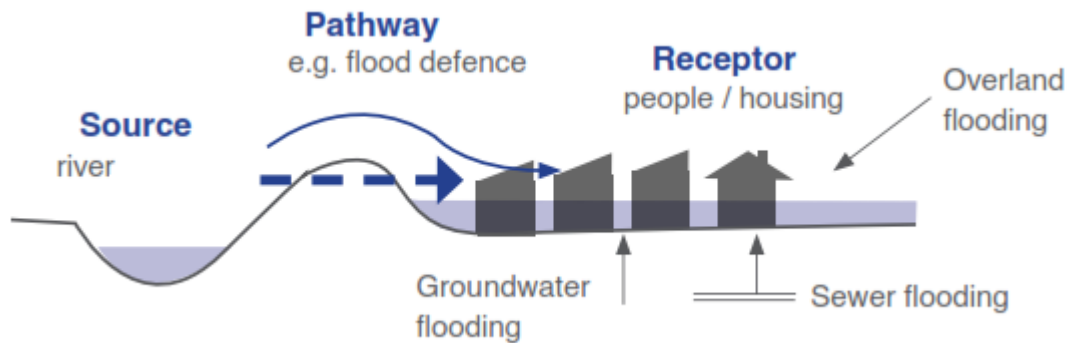 Pathway
e.g. flood defence
Receptor
people / housing
Overland
flooding
Source
river
Groundwater
flooding
Sewer flooding